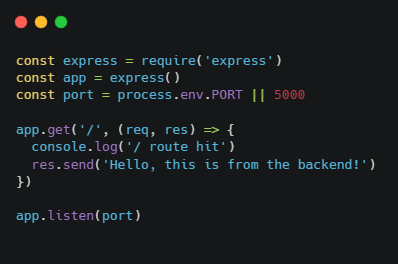 const express = require('express')
const app = express()
const port = process.env.PORT || 5000
app.get('/', (req, res) => {
  console.log('/ route hit')
  res.send('Hello, this is from the backend!')
})
app.listen(port)